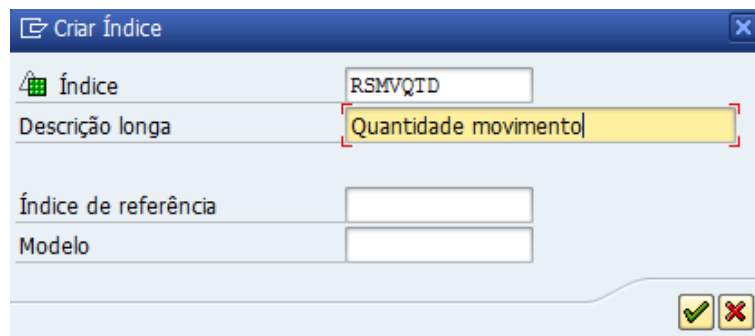 Criar Índice
Índice RSMVQTD
Descrição longa Quantidade movimento
Índice de referência
Modelo